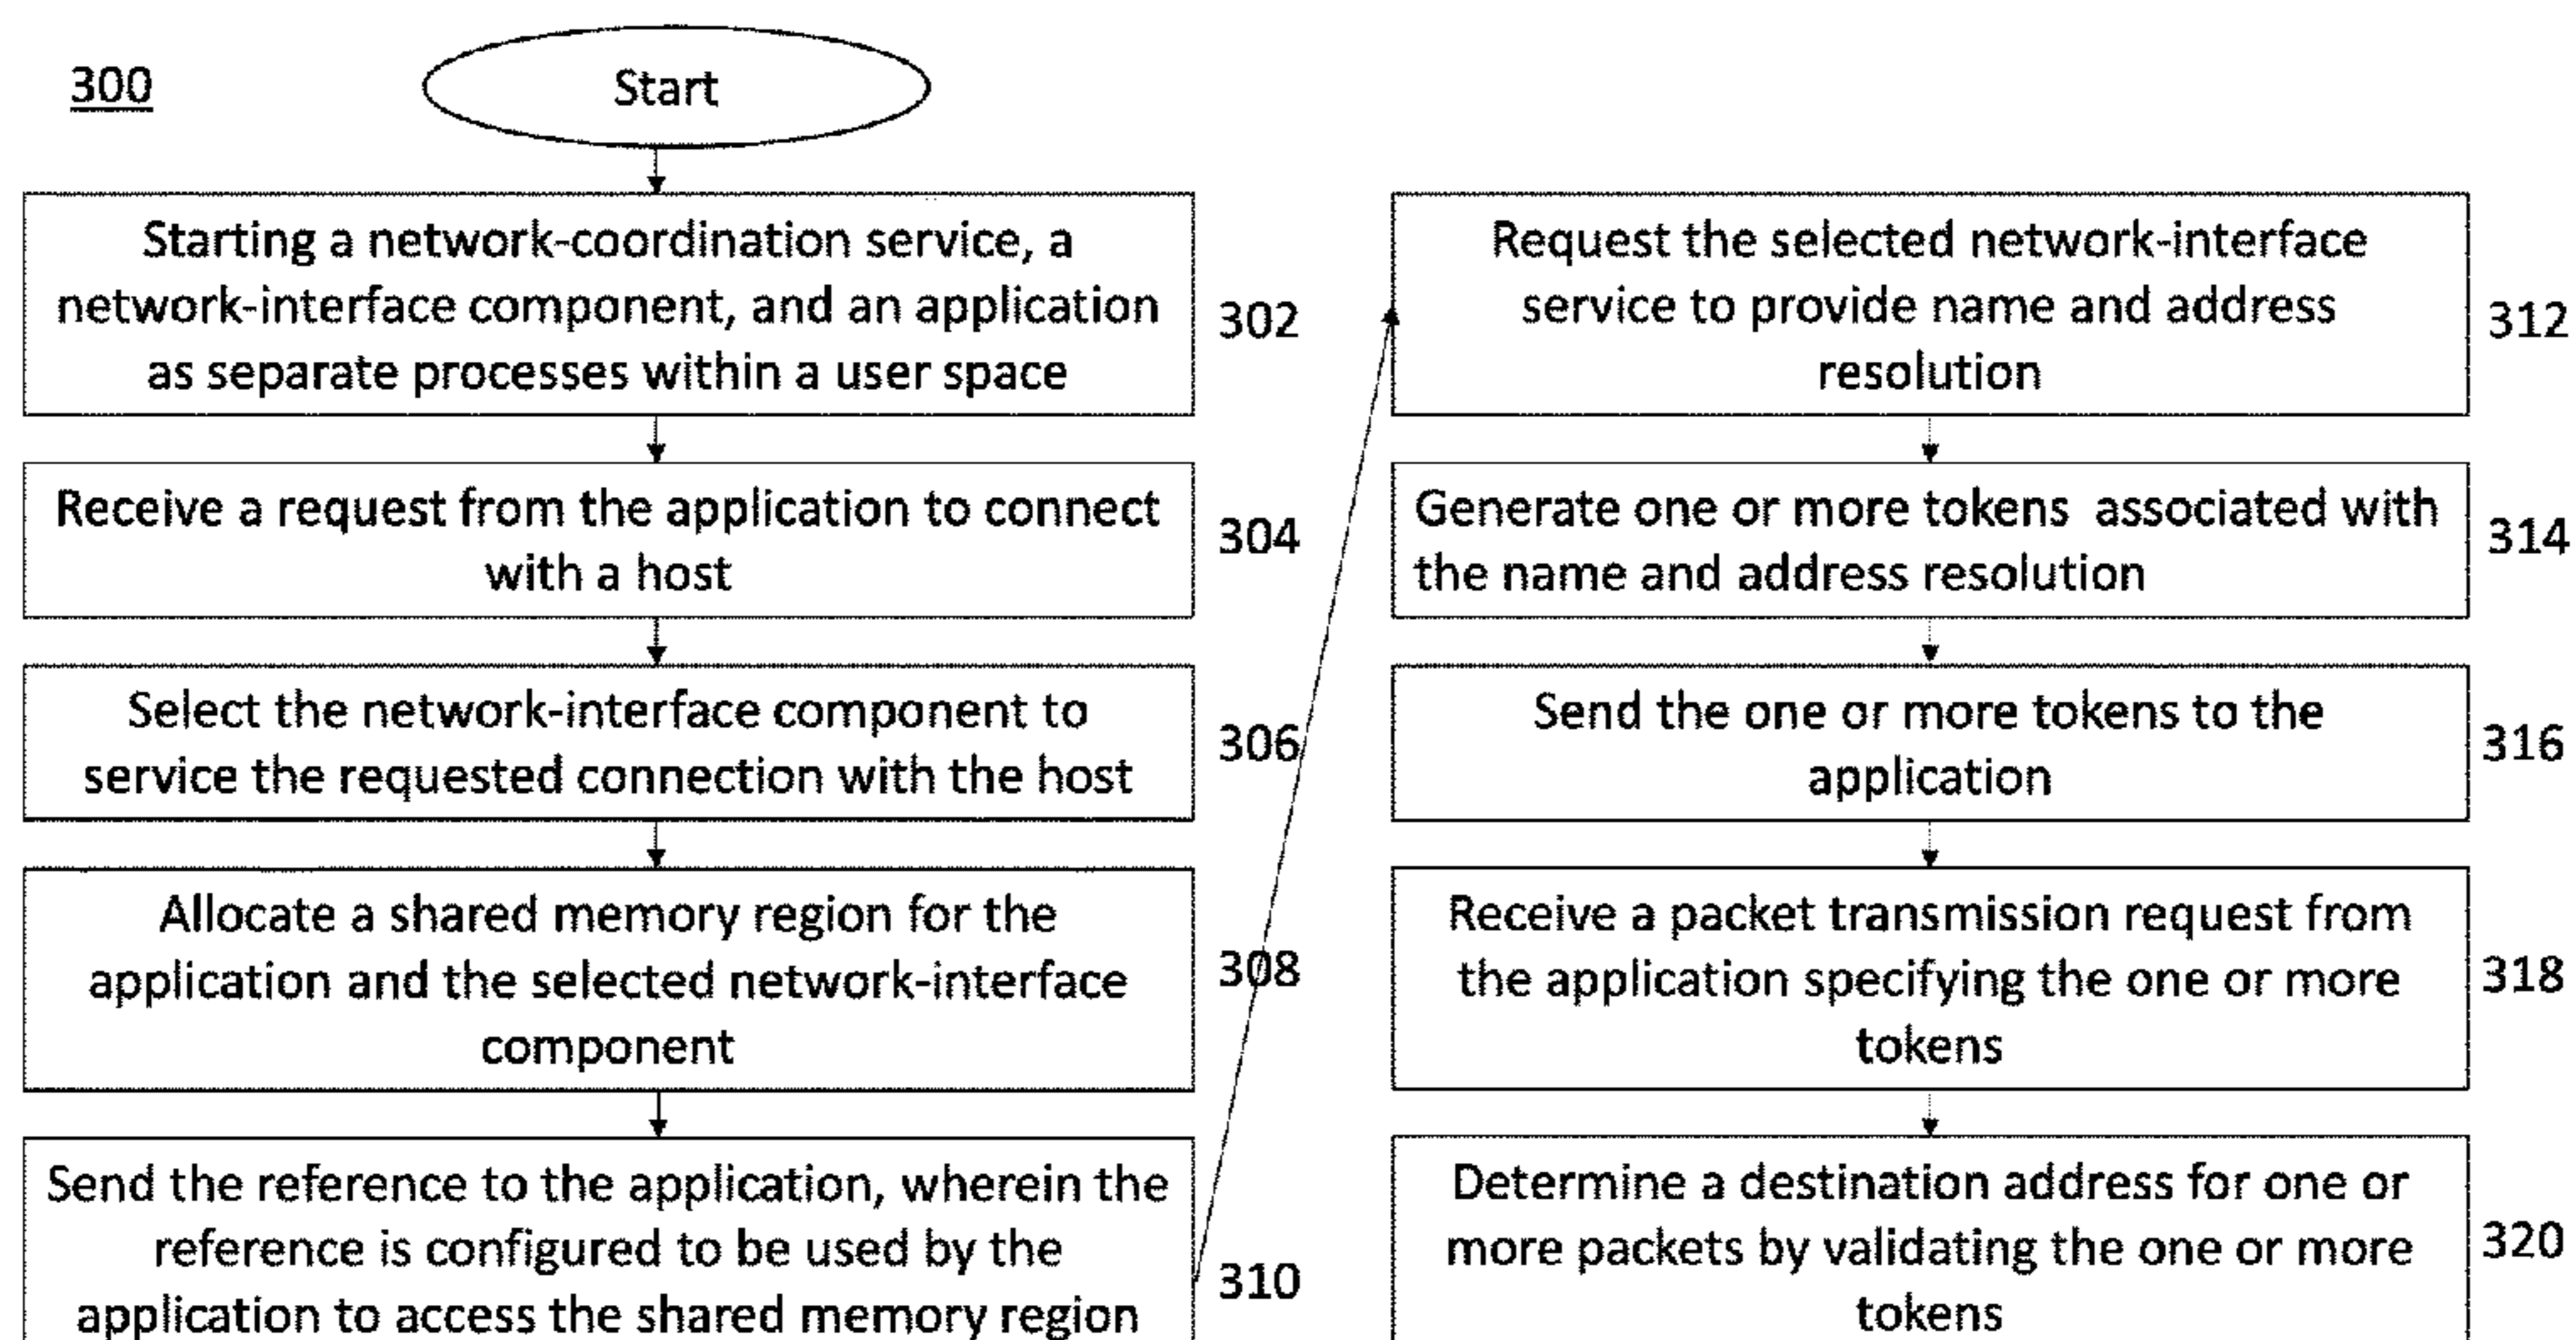 300
Start
Starting a network-coordination service, a
network-interface component, and an application
as separate processes within a user space
302
Receive a request from the application to connect
with a host
304
Select the network-interface component to
service the requested connection with the host
306
Allocate a shared memory region for the
application and the selected network-interface
component
308
Send the reference to the application, wherein the
reference is configured to be used by the
application to access the shared memory region
310
Request the selected network-interface
service to provide name and address
resolution
312
Generate one or more tokens associated with
the name and address resolution
314
Send the one or more tokens to the
application
316
Receive a packet transmission request from
the application specifying the one or more
tokens
318
Determine a destination address for one or
more packets by validating the one or more
tokens
320